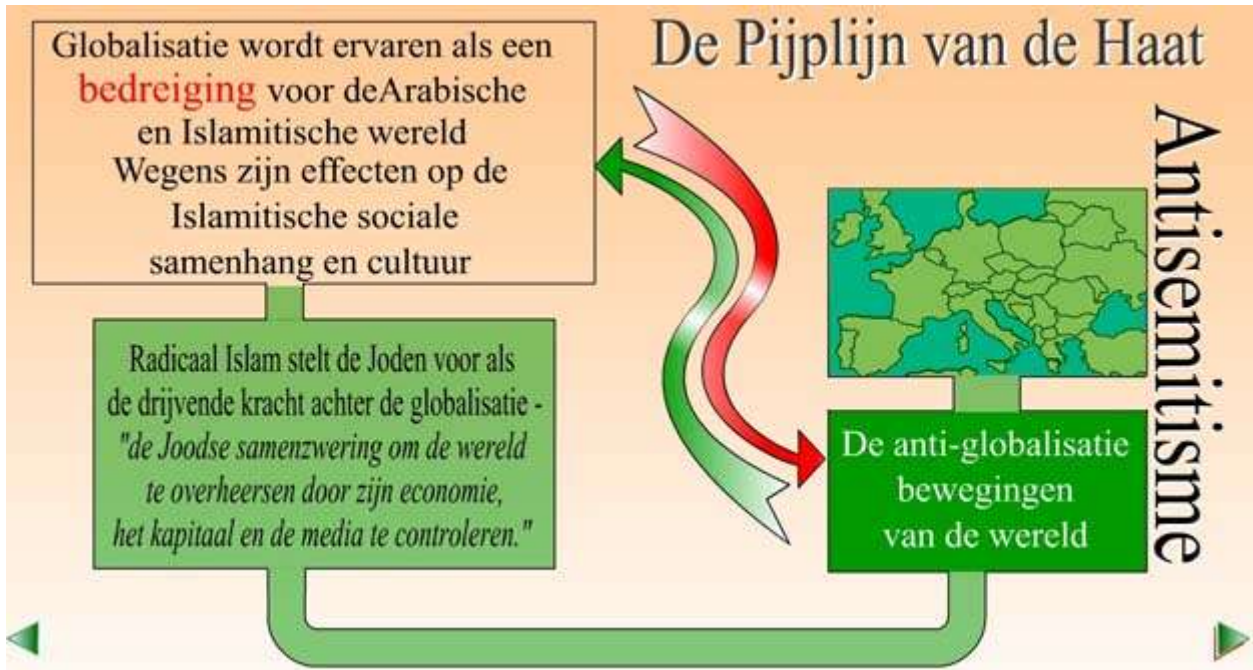 De Pijplijn van de Haat
Globalisatie wordt ervaren als een
bedreiging voor deArabische
en Islamitische wereld
Wegens zijn effecten op de
Islamitische sociale
samenhang en cultuur
Radicaal Islam stelt de Joden voor als
de drijvende kracht achter de globalisatie -
"de Joodse samenzwering om de wereld
te overheersen door zijn economie,
het kapitaal en de media te controleren."
De anti-globalisatie
bewegingen
van de wereld
Antisemitisme